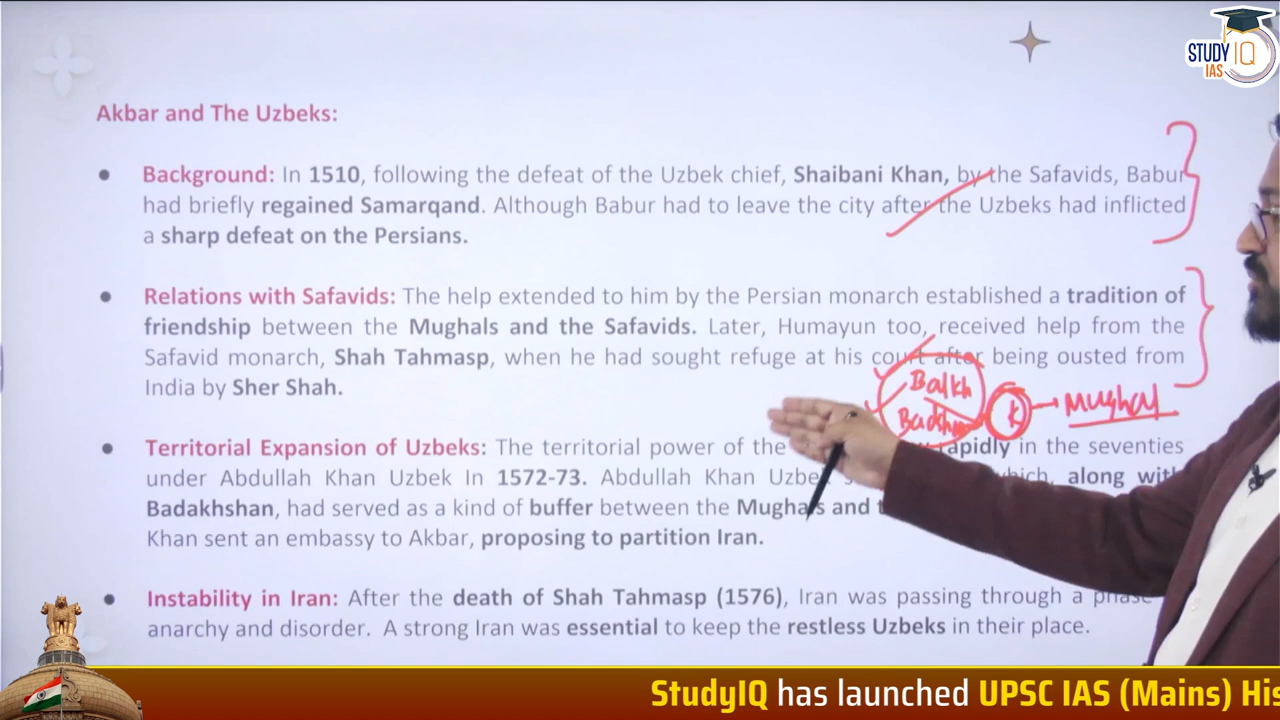 STUDY IQ
IAS
Akbar and The Uzbeks:
● Background: In 1510, following the defeat of the Uzbek chief, Shaibani Khan, by the Safavids, Babur
had briefly regained Samarqand. Although Babur had to leave the city after the Uzbeks had inflicted
a sharp defeat on the Persians.
● Relations with Safavids: The help extended to him by the Persian monarch established a tradition of
friendship between the Mughals and the Safavids. Later, Humayun too, received help from the
Safavid monarch, Shah Tahmasp, when he had sought refuge at his court after being ousted from
India by Sher Shah.
Balkh
K → Mughal
● Territorial Expansion of Uzbeks: The territorial power of the in the seventies
under Abdullah Khan Uzbek In 1572-73. Abdullah Khan along with
Badakhshan, had served as a kind of buffer between the Mughals and
Khan sent an embassy to Akbar, proposing to partition Iran.
● Instability in Iran: After the death of Shah Tahmasp (1576), Iran was passing through a
anarchy and disorder. A strong Iran was essential to keep the restless Uzbeks in their place.
StudyIQ has launched UPSC IAS (Mains) His